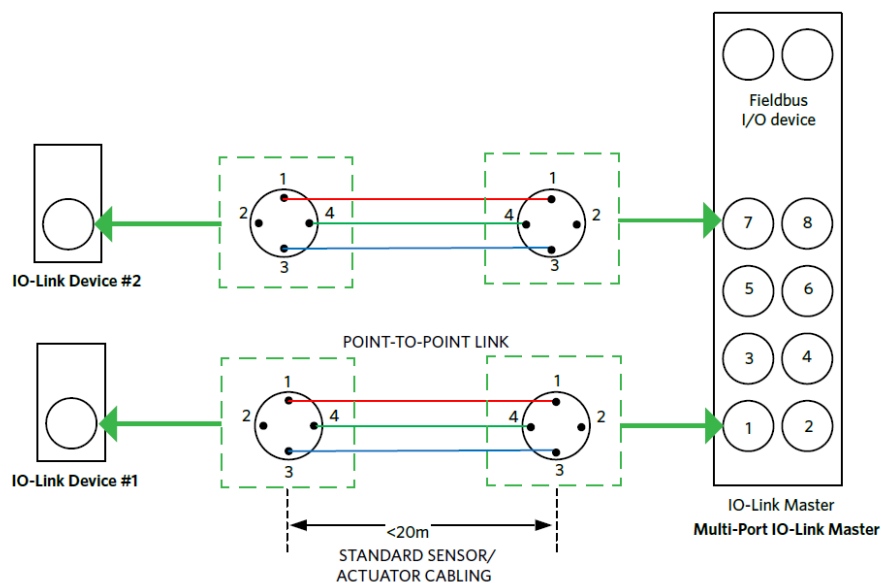 Fieldbus
I/O device
1
2
4
3
1
4
2
3
7
8
IO-Link Device #2
5
6
POINT-TO-POINT LINK
3
4
1
2
4
3
1
4
2
3
1
2
IO-Link Device #1
<20m
STANDARD SENSOR/
ACTUATOR CABLING
IO-Link Master
Multi-Port IO-Link Master